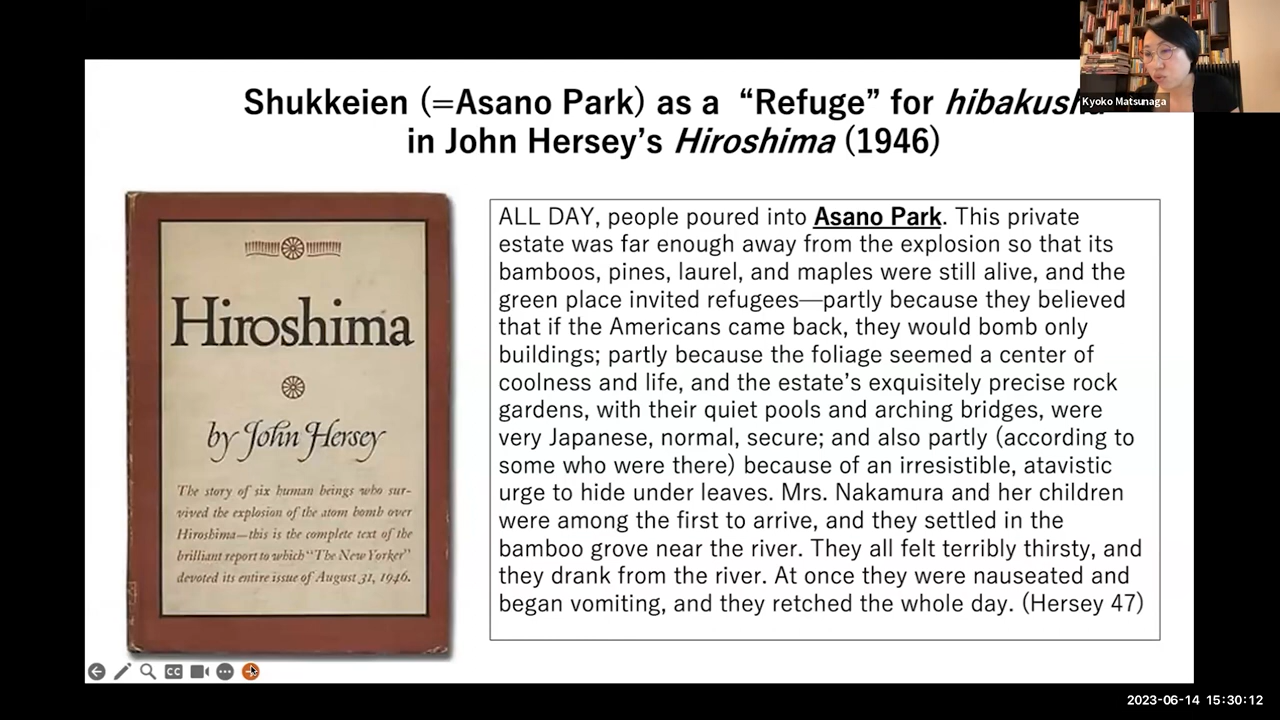 Shukkeien (=Asano Park) as a “Refuge” for hibakusha
in John Hersey’s Hiroshima (1946)
Kyoko Matsunaga
Hiroshima
by John Hersey
The story of six human beings who sur-
vived the explosion of the atom bomb over
Hiroshima—this is the complete text of the
brilliant report to which “The New Yorker”
devoted its entire issue of August 31, 1946.
ALL DAY, people poured into Asano Park. This private
estate was far enough away from the explosion so that its
bamboos, pines, laurel, and maples were still alive, and the
green place invited refugees—partly because they believed
that if the Americans came back, they would bomb only
buildings; partly because the foliage seemed a center of
coolness and life, and the estate’s exquisitely precise rock
gardens, with their quiet pools and arching bridges, were
very Japanese, normal, secure; and also partly (according to
some who were there) because of an irresistible, atavistic
urge to hide under leaves. Mrs. Nakamura and her children
were among the first to arrive, and they settled in the
bamboo grove near the river. They all felt terribly thirsty, and
they drank from the river. At once they were nauseated and
began vomiting, and they retched the whole day. (Hersey 47)
CC
2023-06-14 15:30:12